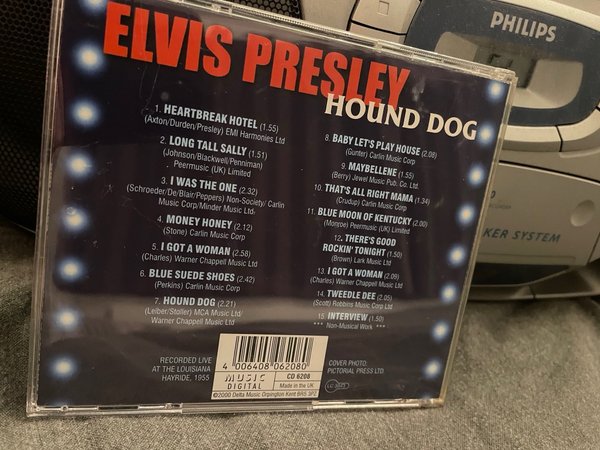 ELVIS PRESLEY
HOUND DOG
1. HEARTBREAK HOTEL (1.55)
(Axton/Durden/Presley) EMI Harmonies Ltd
2. LONG TALL SALLY (1.51)
(Johnson/Blackwell/Penniman)
Peermusic (UK) Limited
3. I WAS THE ONE (2.32)
(Schroeder/De/Blair/Peppers) Non-Society/ Carlin
Music Corp/Minder Music Ltd
4. MONEY HONEY (2.12)
(Stone) Carlin Music Corp
5. I GOT A WOMAN (2.58)
(Charles) Warner Chappell Music Ltd
6. BLUE SUEDE SHOES (2.42)
(Perkins) Carlin Music Corp
7. HOUND DOG (2.21)
(Leiber/Stoller) MCA Music Ltd/
Warner Chappell Music Ltd
8. BABY LET'S PLAY HOUSE (2.08)
(Gunter) Carlin Music Corp
9. MAYBELLENE (1.55)
(Berry) Jewel Music Pub. Co. Ltd.
10. THAT'S ALL RIGHT MAMA (1.34)
(Crudup) Carlin Music Corp
11. BLUE MOON OF KENTUCKY (2.00)
(Monroe) Peermusic (UK) Limited
12. THERE'S GOOD
ROCKIN' TONIGHT (1.50)
(Brown) Lark Music Ltd
13. I GOT A WOMAN (2.09)
(Charles) Warner Chappell Music Ltd
14. TWEEDLE DEE (2.05)
(Scott) Robbins Music Corp Ltd
15. INTERVIEW (1.50)
*** Non-Musical Work ***
RECORDED LIVE
AT THE LOUISIANA
HAYRIDE, 1955
4 006408 062080
MUSIC
DIGITAL
CD 6208
Made in the UK
©2000 Delta Music Orpington Kent BR5 3PZ
COVER PHOTO:
PICTORIAL PRESS LTD.
PHILIPS
KER SYSTEM